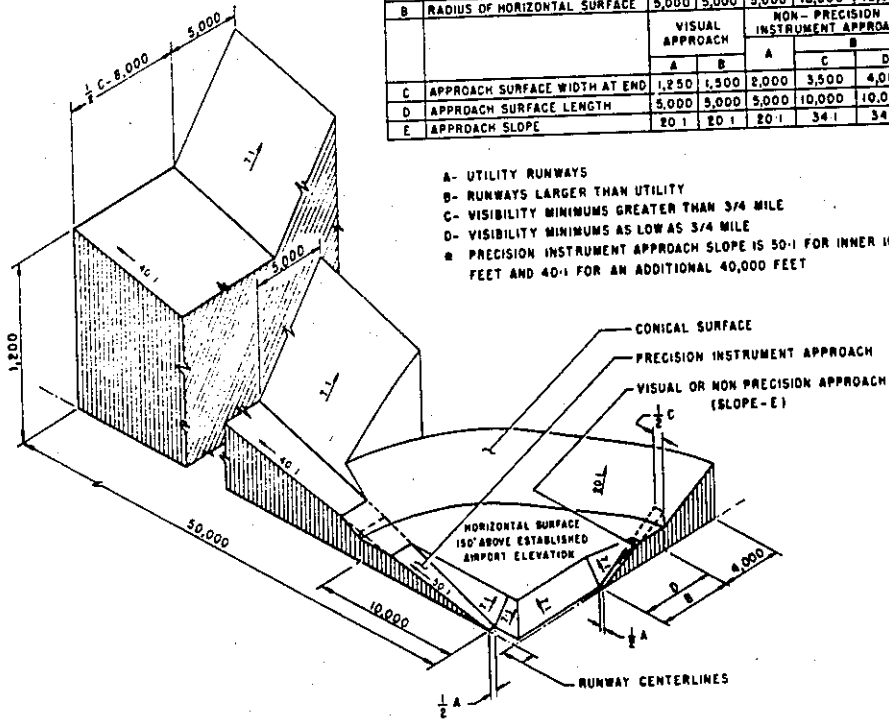 B RADIUS OF HORIZONTAL SURFACE 5,000 5,000 5,000
VISUAL APPROACH
NON-PRECISION
INSTRUMENT
A B A B
C D
C APPROACH SURFACE WIDTH AT END 1,250 1,500 2,000 3,500
D APPROACH SURFACE LENGTH 5,000 5,000 5,000 10,000
E APPROACH SLOPE 20:1 20:1 20:1 34:1
A- UTILITY RUNWAYS
B- RUNWAYS LARGER THAN UTILITY
C- VISIBILITY MINIMUMS GREATER THAN 3/4 MILE
D- VISIBILITY MINIMUMS AS LOW AS 3/4 MILE
* PRECISION INSTRUMENT APPROACH SLOPE IS 50:1 FOR INNER
FEET AND 40:1 FOR AN ADDITIONAL 40,000 FEET
1/2 C-8,000
5,000
7:1
40:1
5,000
1,200
7:1
40:1
CONICAL SURFACE
PRECISION INSTRUMENT APPROACH
VISUAL OR NON PRECISION APPROACH
(SLOPE-E)
1/2 C
20:1
HORIZONTAL SURFACE
150' ABOVE ESTABLISHED
AIRPORT ELEVATION
50,000
50:1
7:1
7:1
7:1
7:1
10,000
4,000
D
B
1/2 A
RUNWAY CENTERLINES
1/2 A